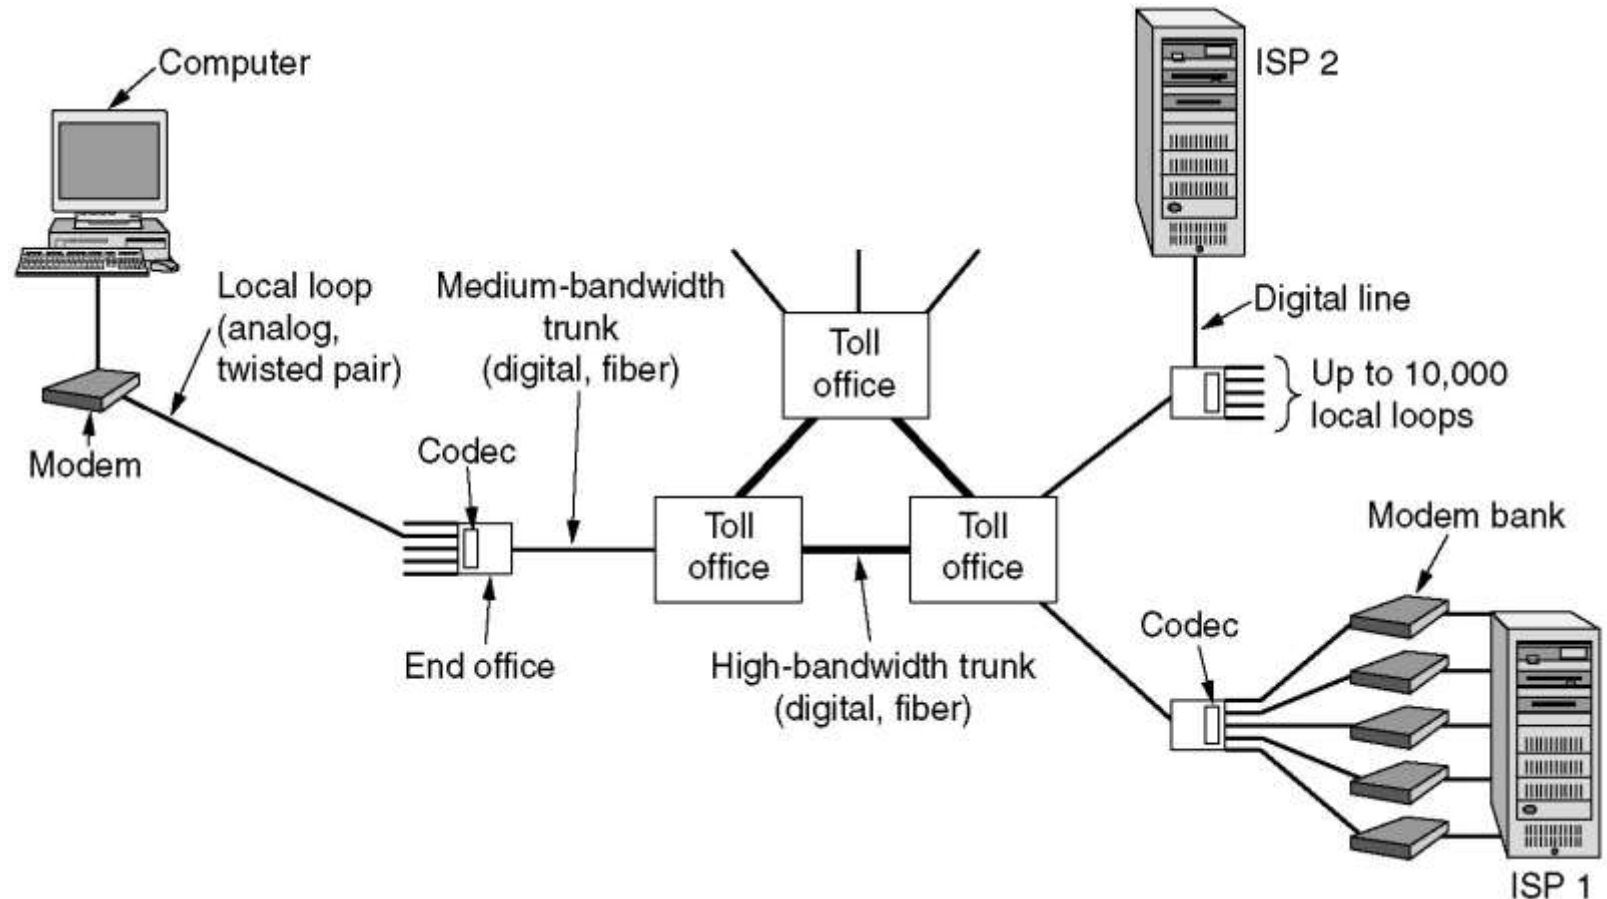 Computer
ISP 2
Local loop
(analog,
twisted pair)
Medium-bandwidth
trunk
(digital, fiber)
Toll
office
Digital line
Up to 10,000
local loops
Modem
Codec
Toll
office
Toll
office
Modem bank
End office
High-bandwidth trunk
(digital, fiber)
Codec
ISP 1